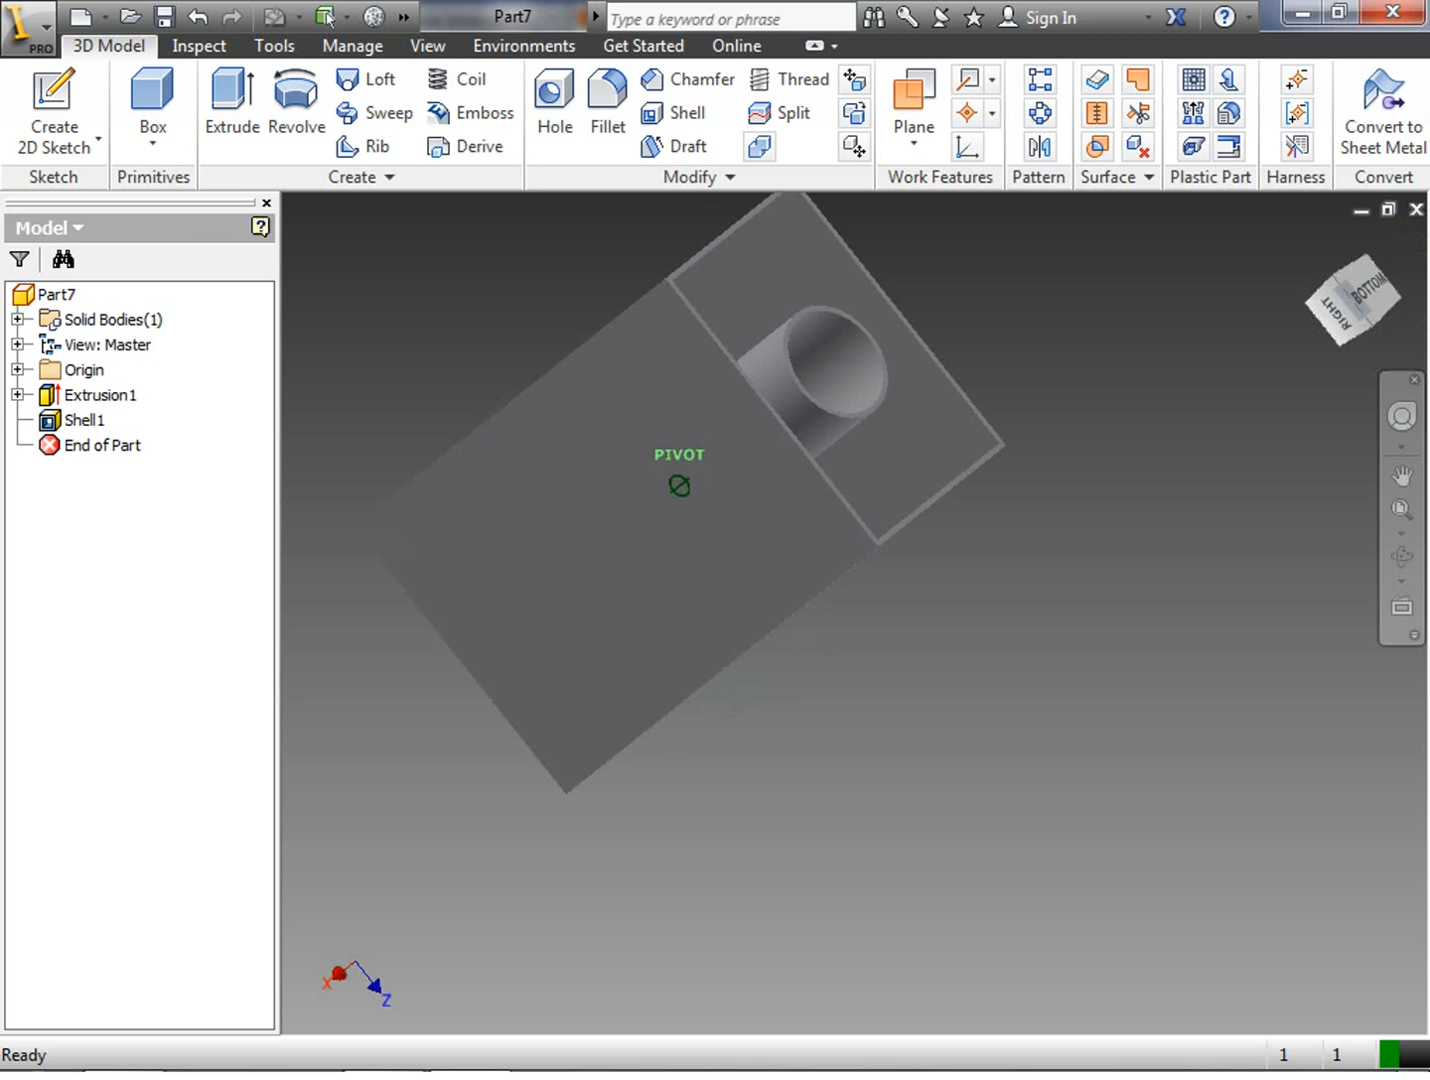 PRO
Part7
Type a keyword or phrase
Sign In
3D Model Inspect Tools Manage View Environments Get Started Online
Create
2D Sketch
Box
Extrude
Revolve
Loft
Sweep
Rib
Coil
Emboss
Derive
Hole
Fillet
Chamfer
Shell
Draft
Thread
Split
Plane
Convert to
Sheet Metal
Sketch Primitives Create Modify Work Features Pattern Surface Plastic Part Harness Convert
Model
Part7
Solid Bodies(1)
View: Master
Origin
Extrusion1
Shell1
End of Part
PIVOT
RIGHT
BOTTOM
X
Z
Ready
1 1